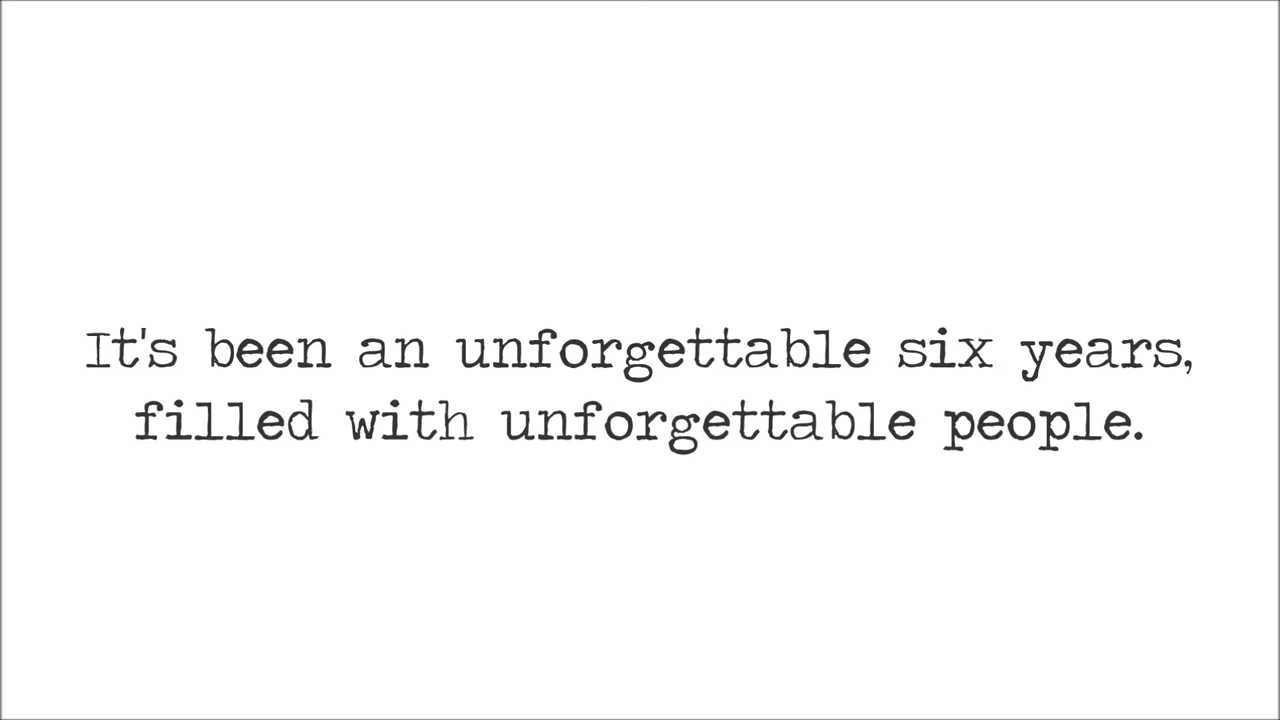 It's been an unforgettable six years,
filled with unforgettable people.